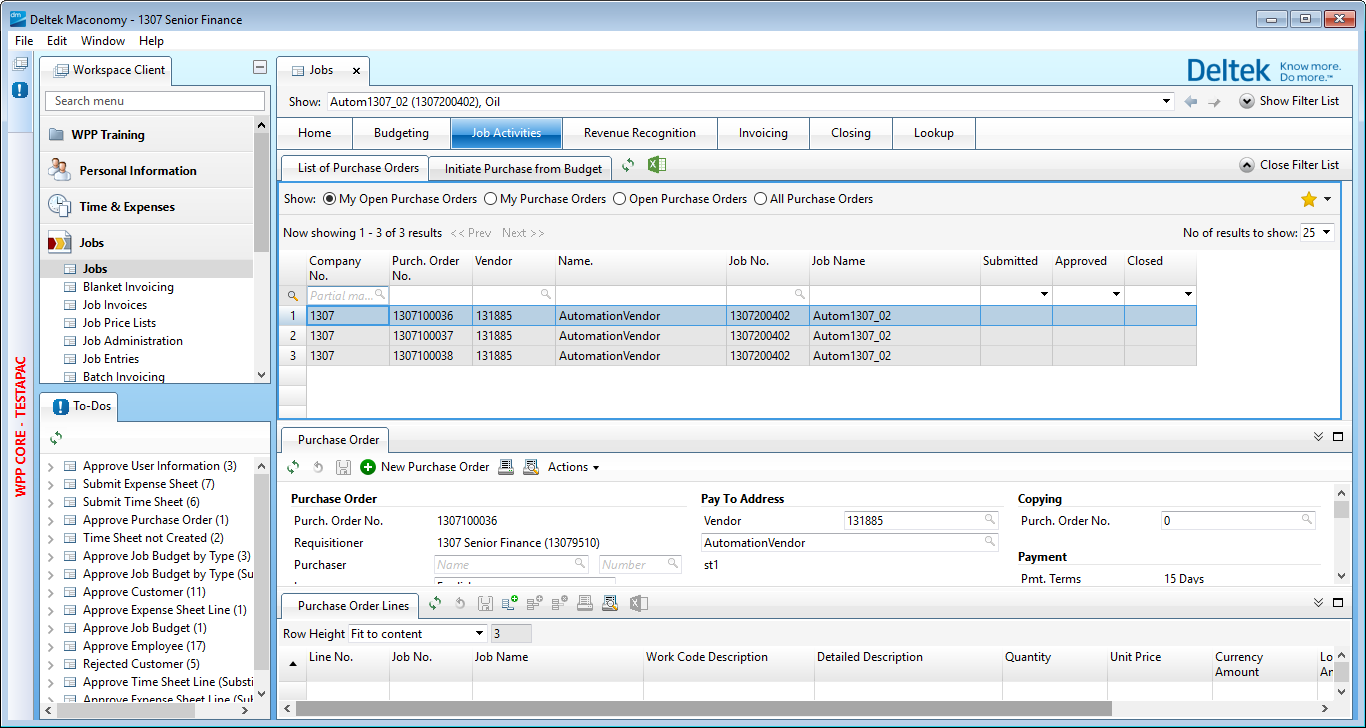 Deltek Maconomy - 1307 Senior Finance
File Edit Window Help
Workspace Client
Search menu
WPP Training
Personal Information
Time & Expenses
Jobs
Jobs
Blanket Invoicing
Job Invoices
Job Price Lists
Job Administration
Job Entries
Batch Invoicing
WPP CORE - TESTAPAC
To-Dos
Approve User Information (3)
Submit Expense Sheet (7)
Submit Time Sheet (6)
Approve Purchase Order (1)
Time Sheet not Created (2)
Approve Job Budget by Type (3)
Approve Job Budget by Type (Su
Approve Customer (11)
Approve Expense Sheet Line (1)
Approve Job Budget (1)
Approve Employee (17)
Rejected Customer (5)
Approve Time Sheet Line (Substi
Approve Expense Sheet Line (Sul
Jobs
Deltek Know more. Do more.™
Show: Autom1307_02 (1307200402), Oil Show Filter List
Home Budgeting Job Activities Revenue Recognition Invoicing Closing Lookup
List of Purchase Orders Initiate Purchase from Budget Close Filter List
Show: My Open Purchase Orders My Purchase Orders Open Purchase Orders All Purchase Orders
Now showing 1 - 3 of 3 results << Prev Next >> No of results to show: 25
Company No. Purch. Order No. Vendor Name. Job No. Job Name Submitted Approved Closed
Partial ma...
1 1307 1307100036 131885 AutomationVendor 1307200402 Autom1307_02
2 1307 1307100037 131885 AutomationVendor 1307200402 Autom1307_02
3 1307 1307100038 131885 AutomationVendor 1307200402 Autom1307_02
Purchase Order
New Purchase Order Actions
Purchase Order Pay To Address Copying
Purch. Order No. 1307100036 Vendor 131885 Purch. Order No. 0
Requisitioner 1307 Senior Finance (13079510) AutomationVendor Payment
Purchaser Name Number st1 Pmt. Terms 15 Days
Purchase Order Lines
Row Height Fit to content 3
Line No. Job No. Job Name Work Code Description Detailed Description Quantity Unit Price Currency Amount Lo